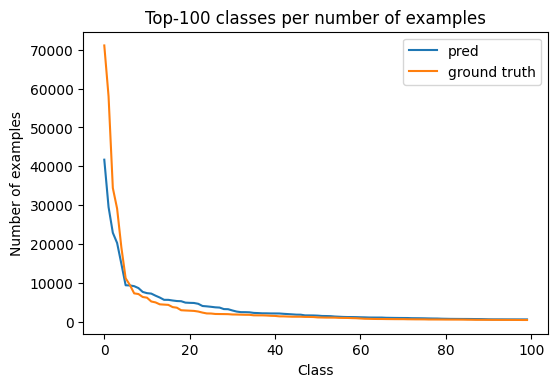 Top-100 classes per number of examples
pred
ground truth
70000
60000
50000
40000
30000
20000
10000
0
Number of examples
0 20 40 60 80 100
Class